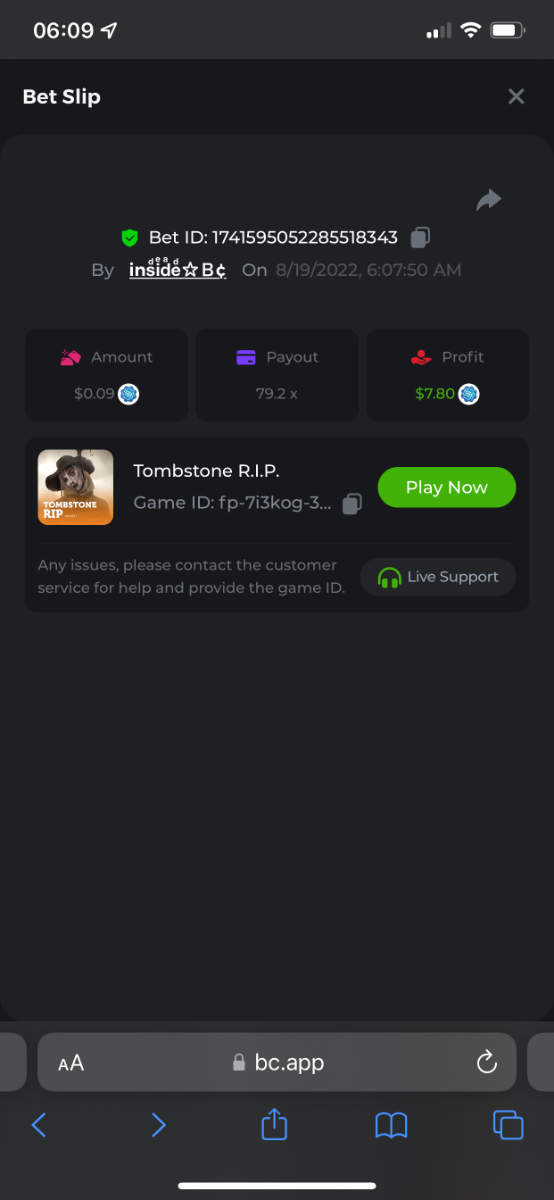 06:09
Bet Slip
Bet ID: 1741595052285518343
By insͩiͤdͣeͩ☆B¢ On 8/19/2022, 6:07:50 AM
Amount
Payout
Profit
$0.09
79.2 x
$7.80
TOMBSTONE
RIP
Tombstone R.I.P.
Game ID: fp-7i3kog-3...
Play Now
Any issues, please contact the customer
service for help and provide the game ID.
Live Support
AA
bc.app